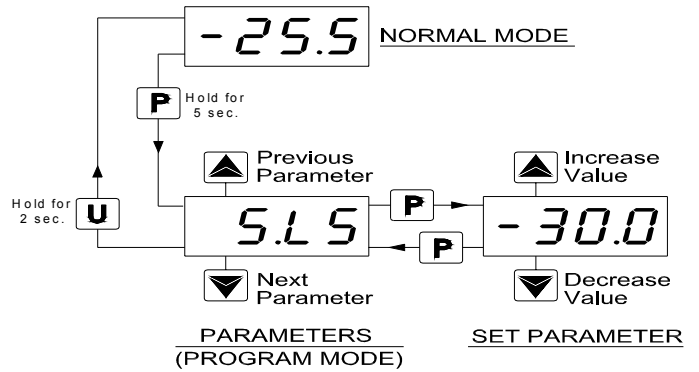 -25.5
NORMAL MODE
P
Hold for
5 sec.
Previous
Parameter
Increase
Value
P
Hold for
2 sec.
U
S.L S
-30.0
P
Next
Parameter
Decrease
Value
PARAMETERS
(PROGRAM MODE)
SET PARAMETER